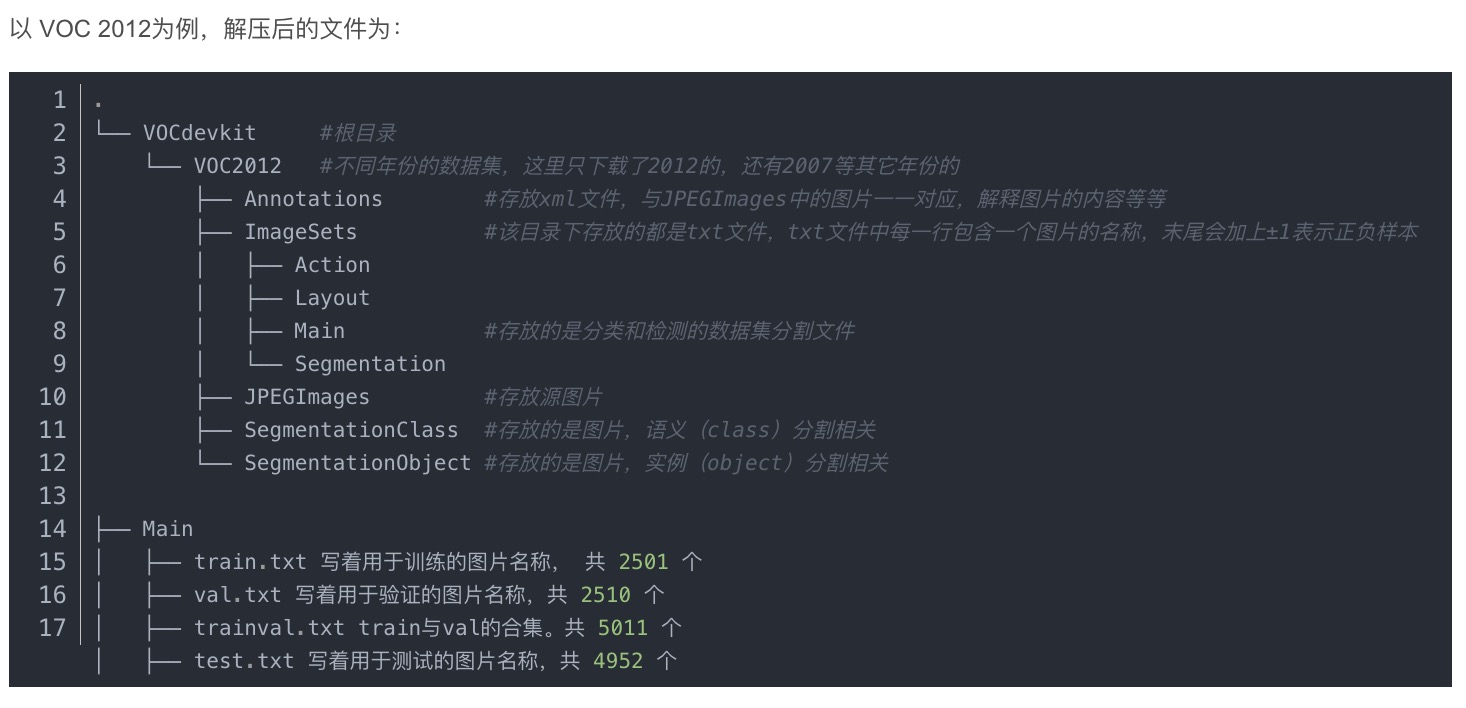 以 VOC 2012为例，解压后的文件为：
1 .
2 └── VOCdevkit     #根目录
3     └── VOC2012   #不同年份的数据集，这里只下载了2012的，还有2007等其它年份的
4         ├── Annotations        #存放xml文件，与JPEGImages中的图片一一对应，解释图片的内容等等
5         ├── ImageSets          #该目录下存放的都是txt文件，txt文件中每一行包含一个图片的名称，末尾会加上±1表示正负样本
6         │   ├── Action
7         │   ├── Layout
8         │   ├── Main           #存放的是分类和检测的数据集分割文件
9         │   └── Segmentation
10         ├── JPEGImages         #存放源图片
11         ├── SegmentationClass  #存放的是图片，语义（class）分割相关
12         └── SegmentationObject #存放的是图片，实例（object）分割相关
13
14 ├── Main
15 │   ├── train.txt 写着用于训练的图片名称， 共 2501 个
16 │   ├── val.txt 写着用于验证的图片名称，共 2510 个
17 │   ├── trainval.txt train与val的合集。共 5011 个
│   ├── test.txt 写着用于测试的图片名称，共 4952 个